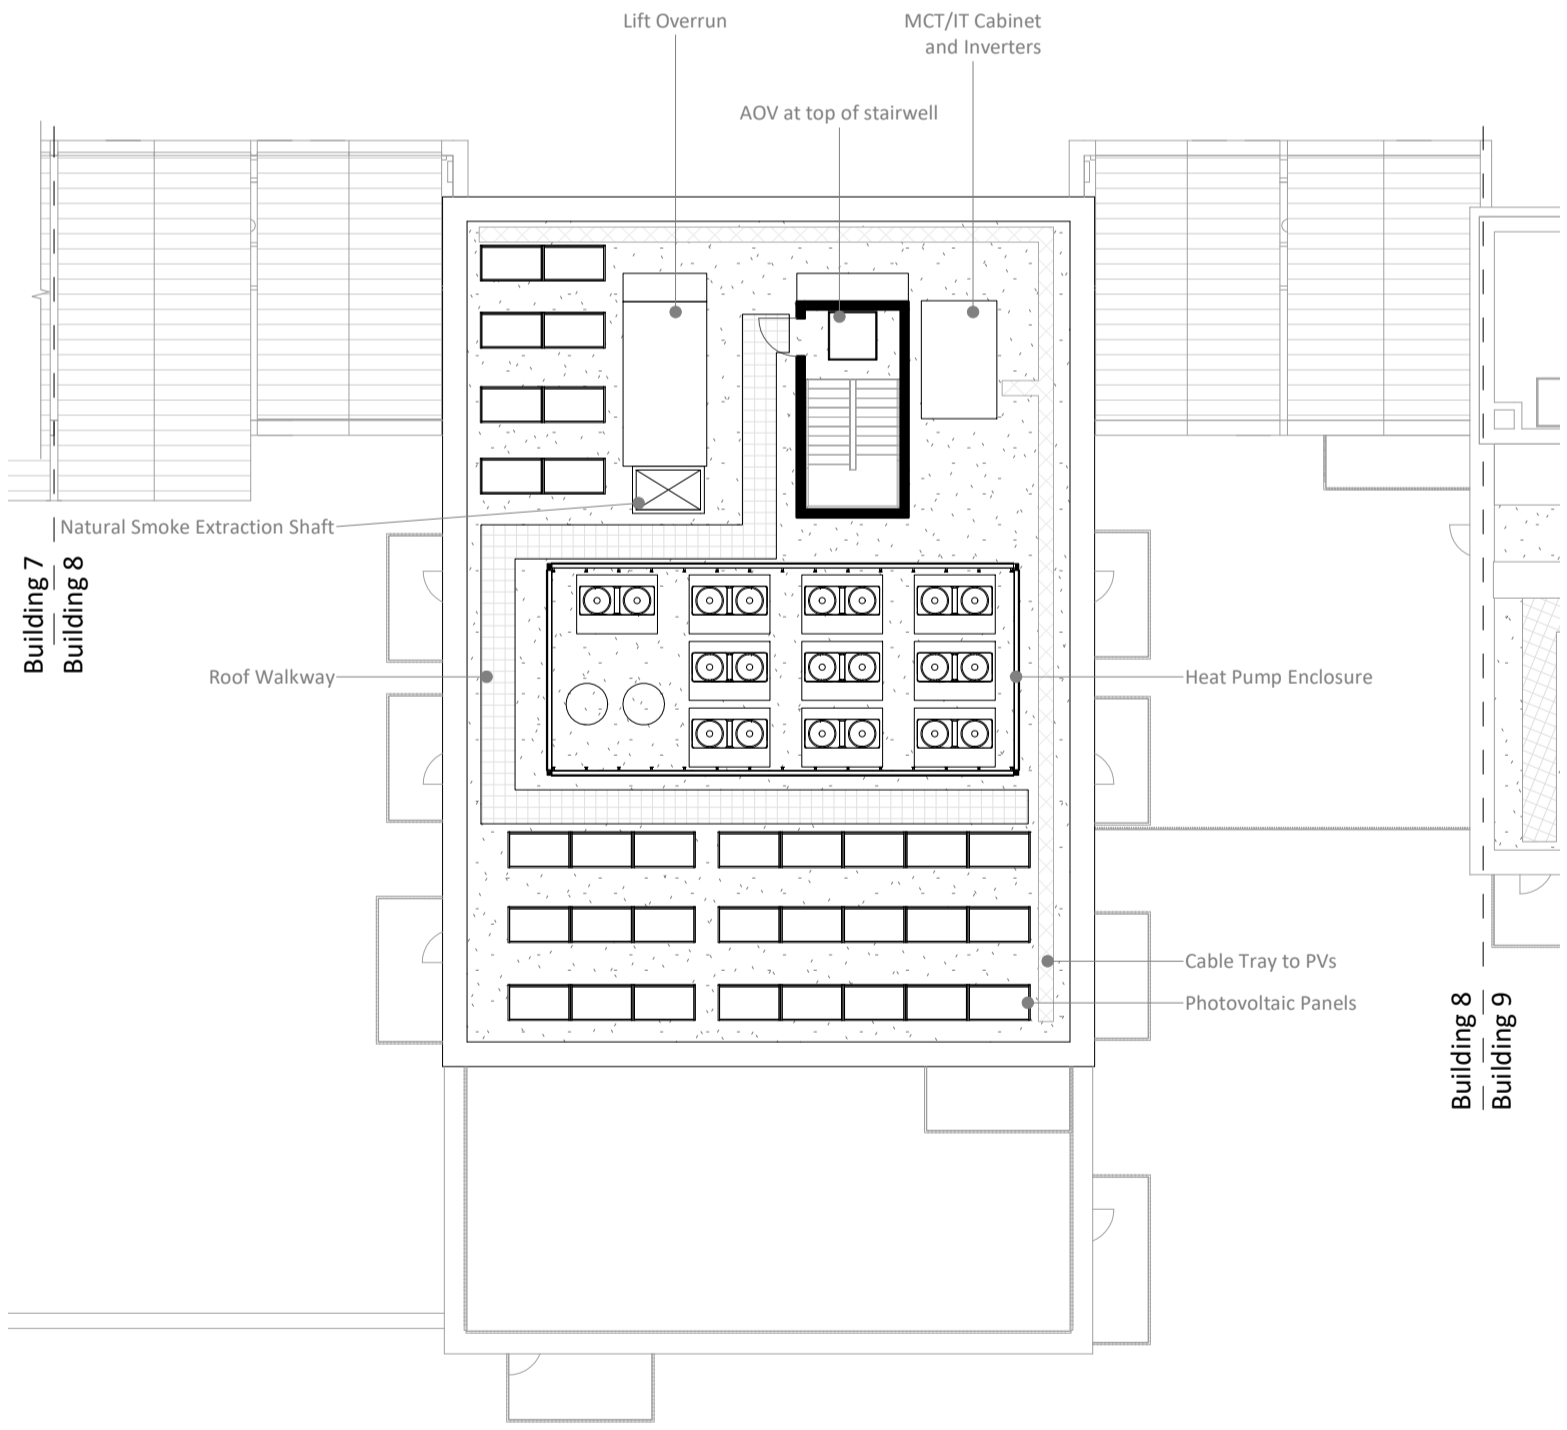 Lift Overrun
MCT/IT Cabinet
and Inverters
AOV at top of stairwell
Natural Smoke Extraction Shaft
Building 7
Building 8
Roof Walkway
Heat Pump Enclosure
Cable Tray to PVs
Photovoltaic Panels
Building 8
Building 9